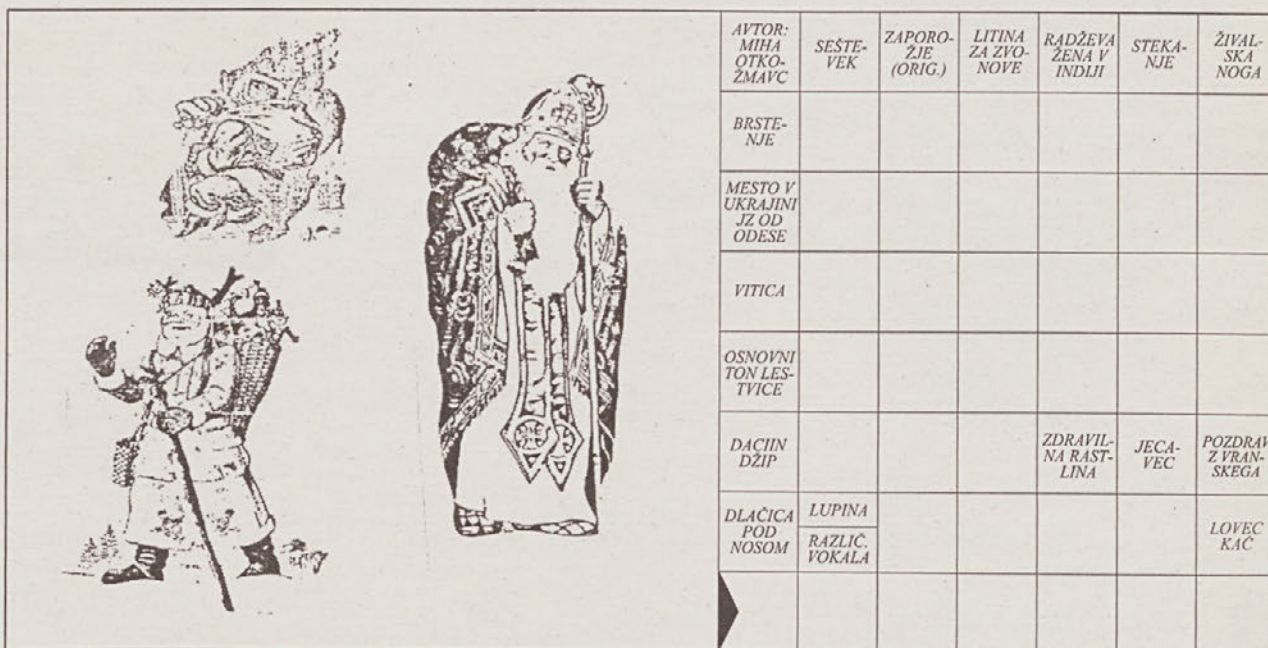 AVTOR:
MIHA
OTKO-
ŽMAVC
SEŠTE-
VEK
ZAPORO-
ŽJE
(ORIG.)
LITINA
ZA ZVO-
NOVE
RADŽEVA
ŽENA V
INDIJI
STEKA-
NJE
ŽIVAL-
SKA
NOGA
BRSTE-
NJE
MESTO V
UKRAJINI
JZ OD
ODESE
VITICA
OSNOVNI
TON LES-
TVICE
DACIIN
DŽIP
ZDRAVIL-
NA RAST-
LINA
JECA-
VEC
POZDRAV
Z VRAN-
SKEGA
DLAČICA
POD
NOSOM
LUPINA
RAZLIČ.
VOKALA
LOVEC
KAČ